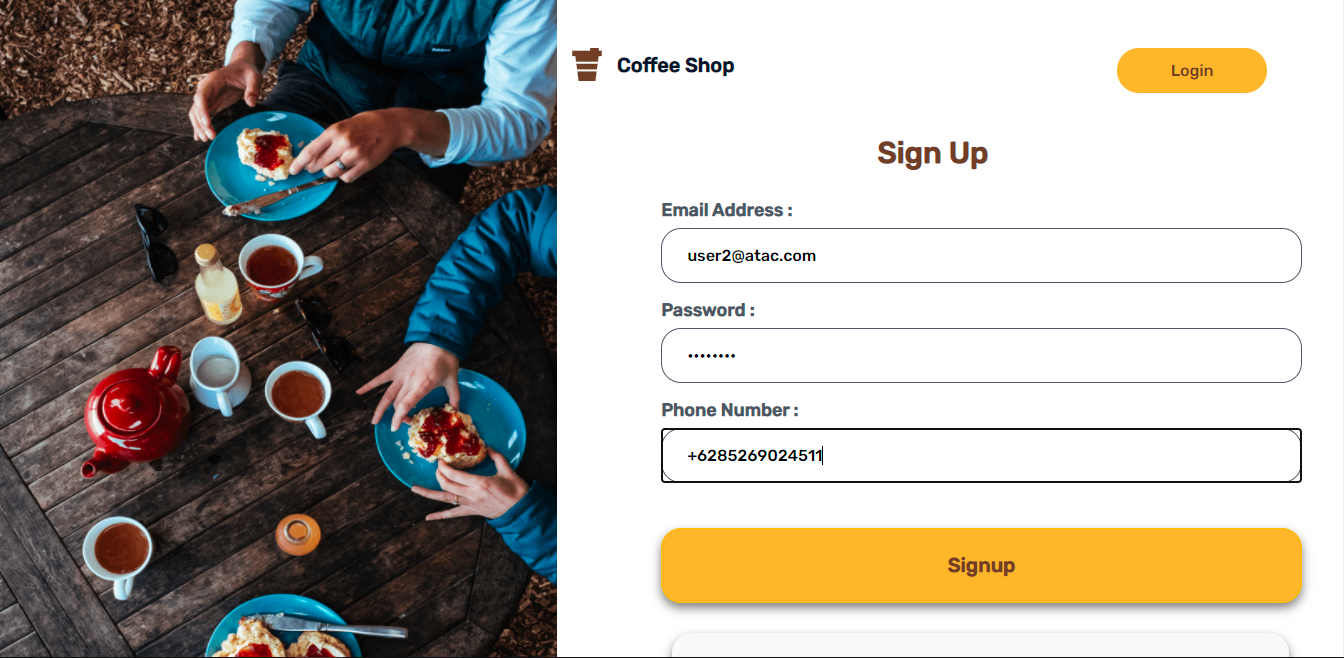 Coffee Shop
Login
Sign Up
Email Address :
user2@atac.com
Password :
••••••••
Phone Number :
+6285269024511
Signup